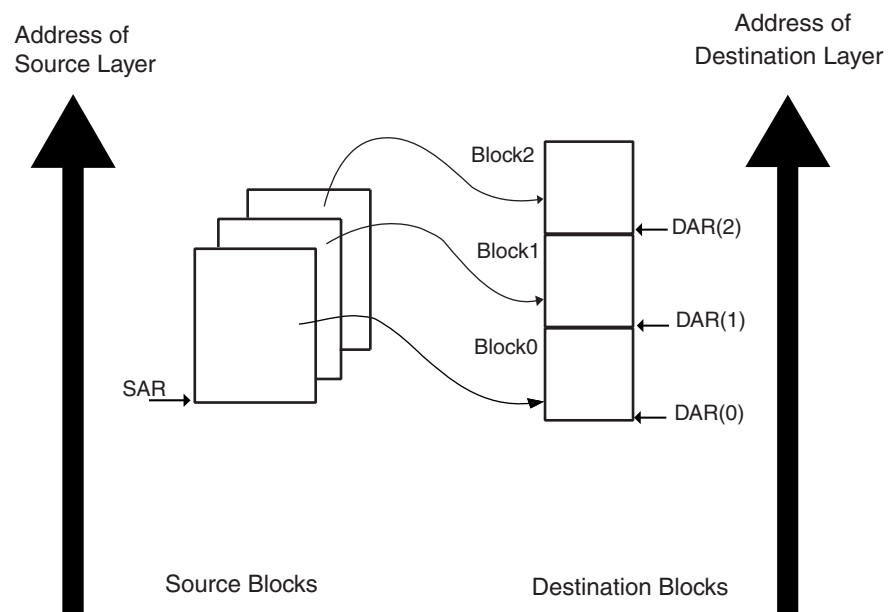 Address of
Source Layer
Address of
Destination Layer
Block2
DAR(2)
Block1
DAR(1)
Block0
SAR
DAR(0)
Source Blocks
Destination Blocks